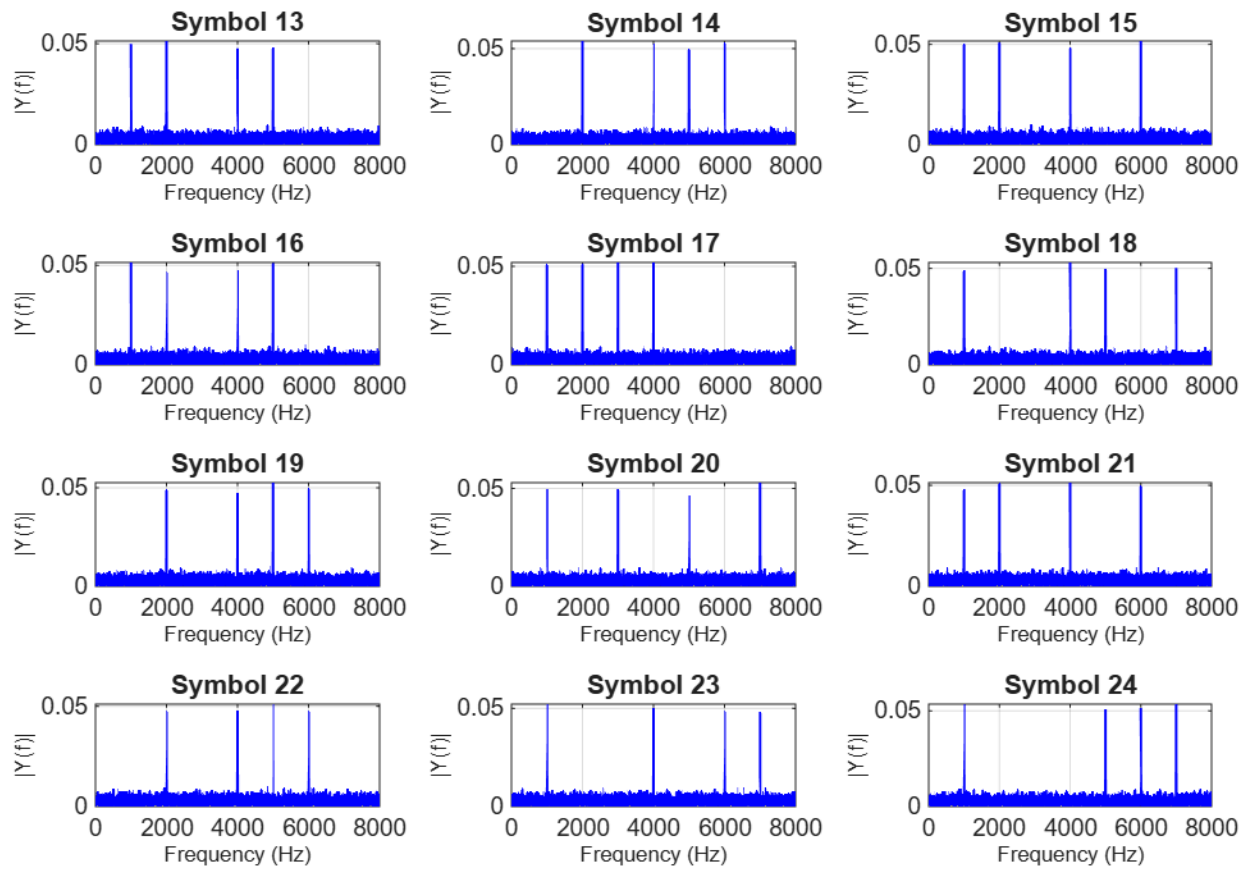 Symbol 13
0.05
|Y(f)|
0
0 2000 4000 6000 8000
Frequency (Hz)
Symbol 14
0.05
|Y(f)|
0
0 2000 4000 6000 8000
Frequency (Hz)
Symbol 15
0.05
|Y(f)|
0
0 2000 4000 6000 8000
Frequency (Hz)
Symbol 16
0.05
|Y(f)|
0
0 2000 4000 6000 8000
Frequency (Hz)
Symbol 17
0.05
|Y(f)|
0
0 2000 4000 6000 8000
Frequency (Hz)
Symbol 18
0.05
|Y(f)|
0
0 2000 4000 6000 8000
Frequency (Hz)
Symbol 19
0.05
|Y(f)|
0
0 2000 4000 6000 8000
Frequency (Hz)
Symbol 20
0.05
|Y(f)|
0
0 2000 4000 6000 8000
Frequency (Hz)
Symbol 21
0.05
|Y(f)|
0
0 2000 4000 6000 8000
Frequency (Hz)
Symbol 22
0.05
|Y(f)|
0
0 2000 4000 6000 8000
Frequency (Hz)
Symbol 23
0.05
|Y(f)|
0
0 2000 4000 6000 8000
Frequency (Hz)
Symbol 24
0.05
|Y(f)|
0
0 2000 4000 6000 8000
Frequency (Hz)